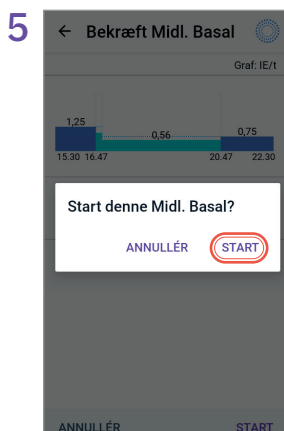 5
← Bekræft Midl. Basal
Graf: IE/t
1,25
0,56
0,75
15.30 16.47 20.47 22.30
Start denne Midl. Basal?
ANNULLÉR START
ANNULLÉR START